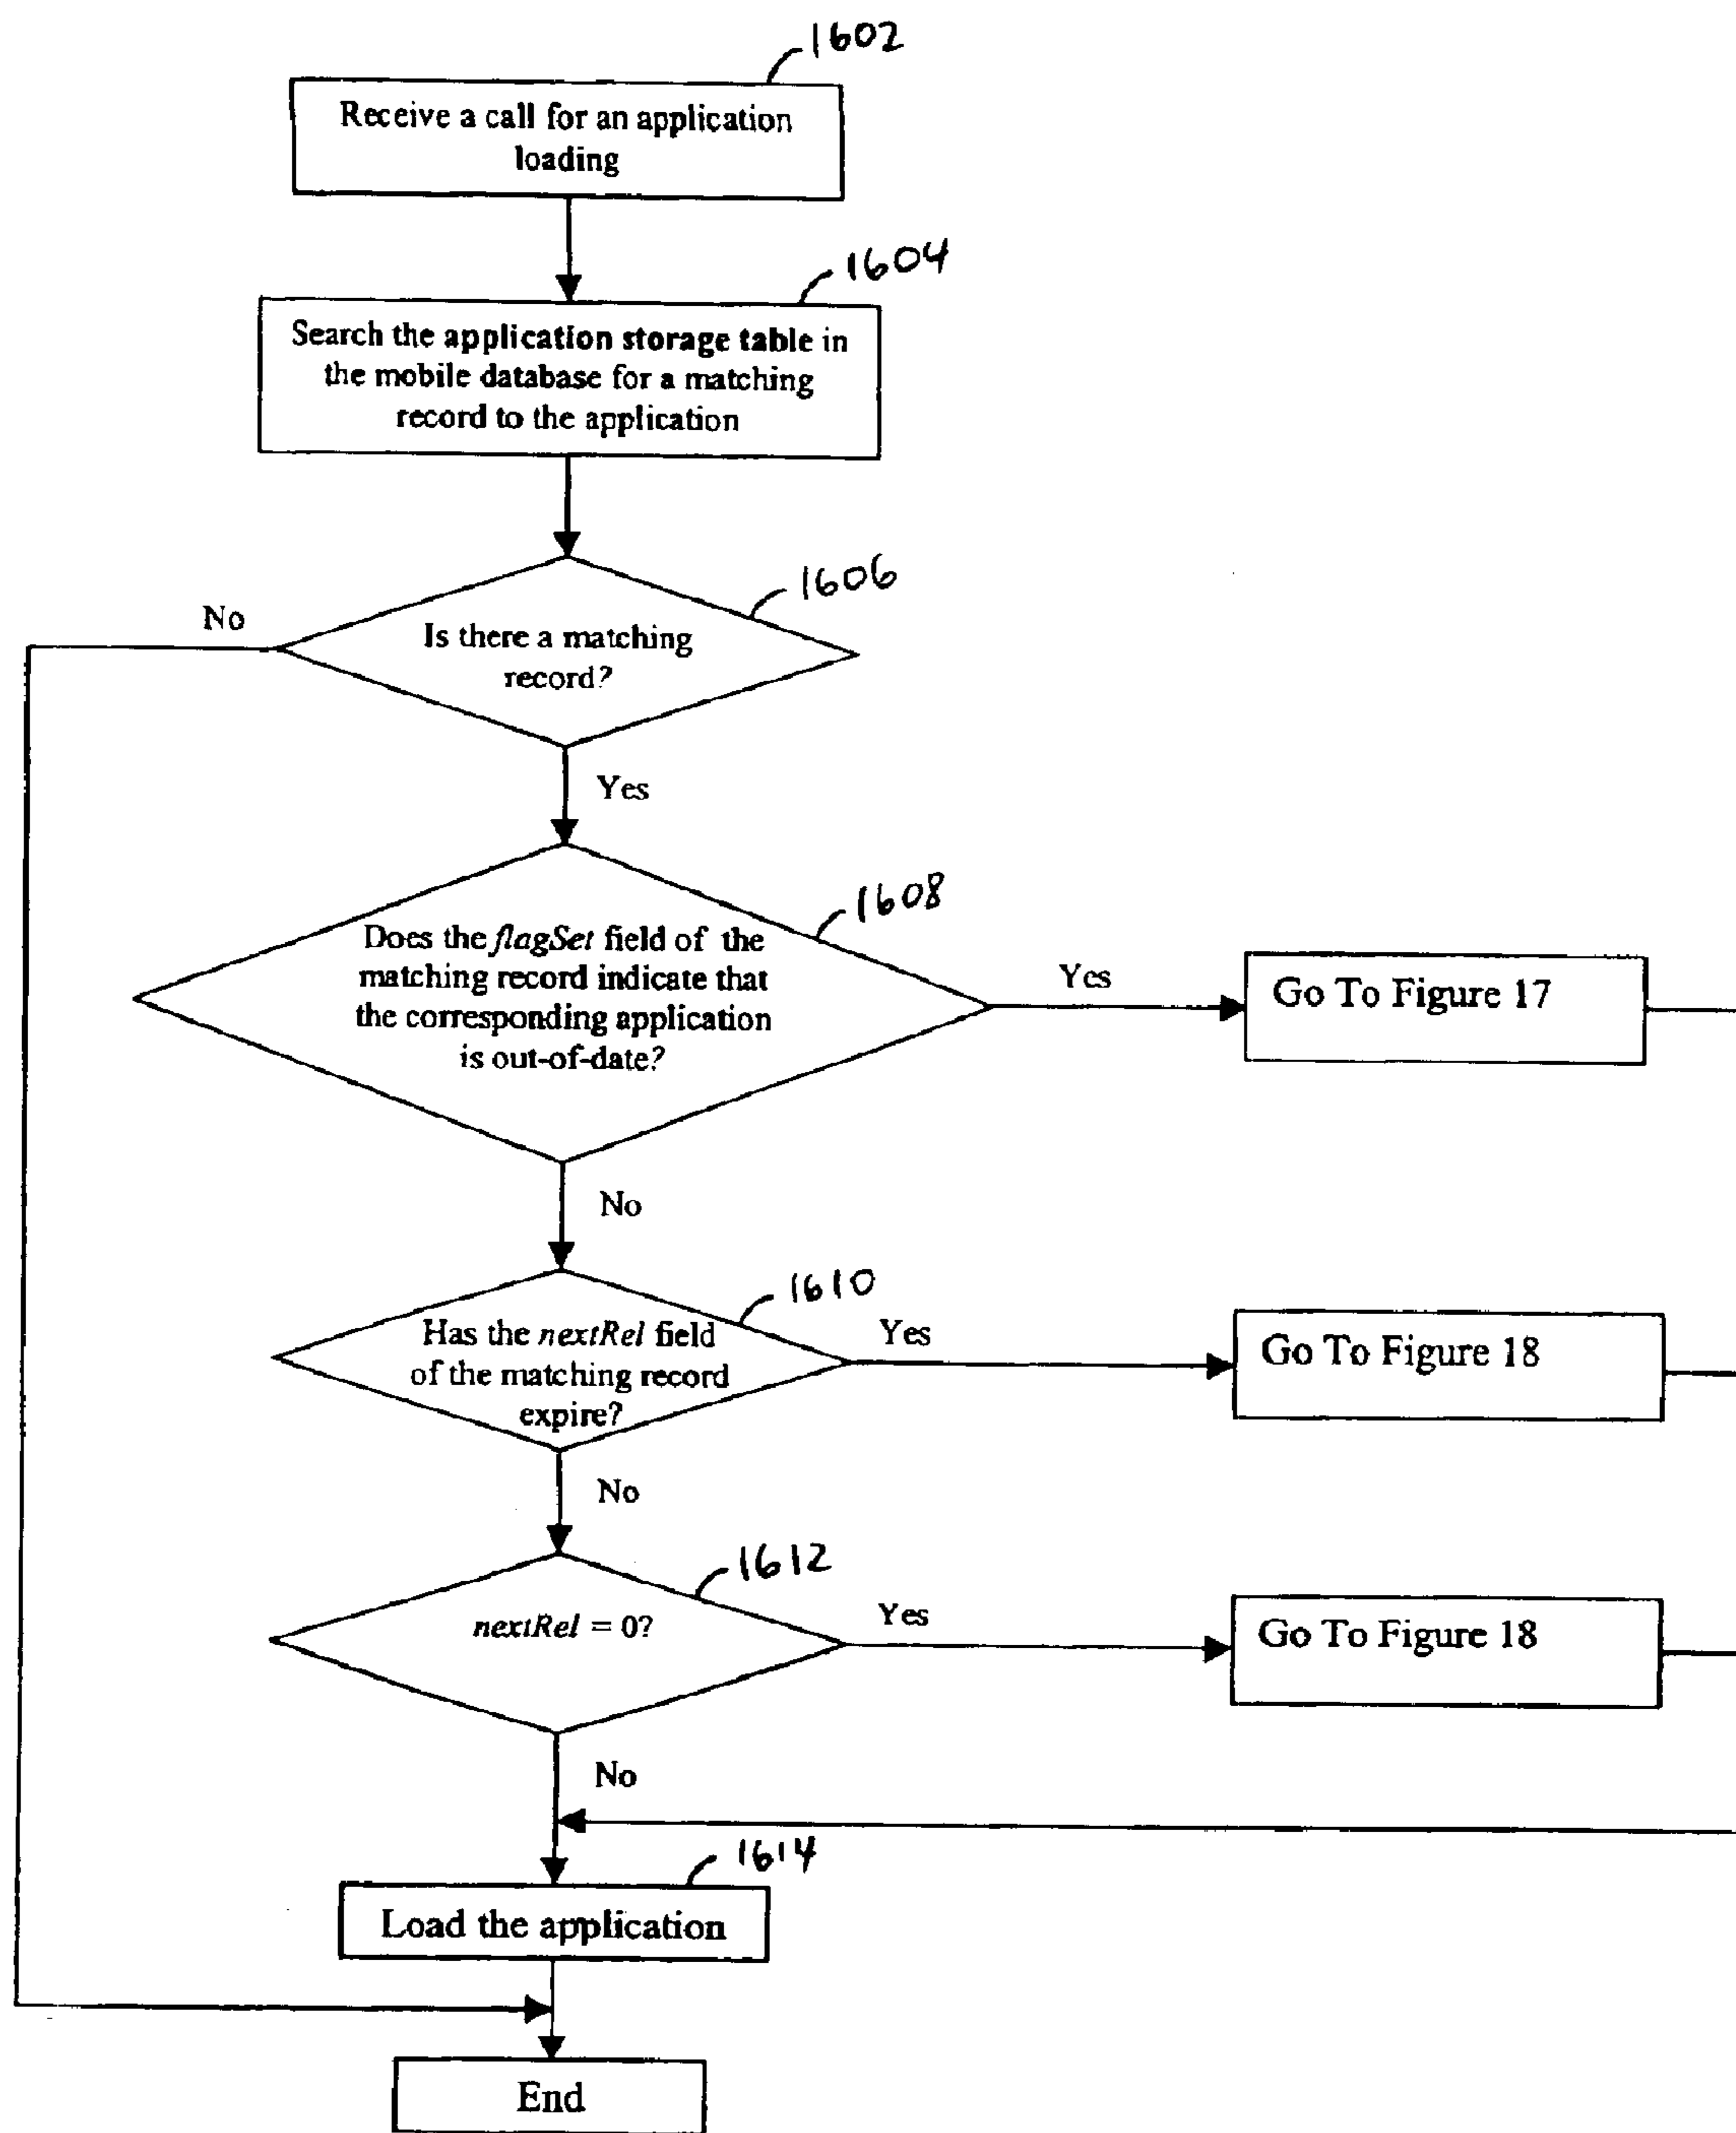 1602
Receive a call for an application
loading
1604
Search the application storage table in
the mobile database for a matching
record to the application
1606
No
Is there a matching
record?
Yes
1608
Does the flagSet field of the
matching record indicate that
the corresponding application
is out-of-date?
Yes
Go To Figure 17
No
1610
Has the nextRel field
of the matching record
expire?
Yes
Go To Figure 18
No
1612
nextRel = 0?
Yes
Go To Figure 18
No
1614
Load the application
End